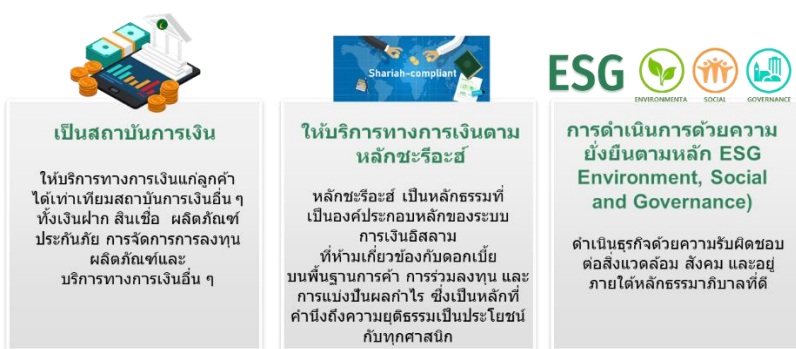 Shariah-compliant
ESG
ENVIRONMENTA
SOCIAL
GOVERNANCE
เป็นสถาบันการเงิน
ให้บริการทางการเงินแก่ลูกค้า
ได้เท่าเทียมสถาบันการเงินอื่น ๆ
ทั้งเงินฝาก สินเชื่อ ผลิตภัณฑ์
ประกันภัย การจัดการการลงทุน
ผลิตภัณฑ์และ
บริการทางการเงินอื่น ๆ
ให้บริการทางการเงินตาม
หลักชะรีอะฮ์
หลักชะรีอะฮ์ เป็นหลักธรรมที่
เป็นองค์ประกอบหลักของระบบ
การเงินอิสลาม
ที่ห้ามเกี่ยวข้องกับดอกเบี้ย
บนพื้นฐานการค้า การร่วมลงทุน และ
การแบ่งปันผลกำไร ซึ่งเป็นหลักที่
คำนึงถึงความยุติธรรมเป็นประโยชน์
กับทุกศาสนิก
การดำเนินการด้วยความ
ยั่งยืนตามหลัก ESG
Environment, Social
and Governance)
ดำเนินธุรกิจด้วยความรับผิดชอบ
ต่อสิ่งแวดล้อม สังคม และอยู่
ภายใต้หลักธรรมาภิบาลที่ดี